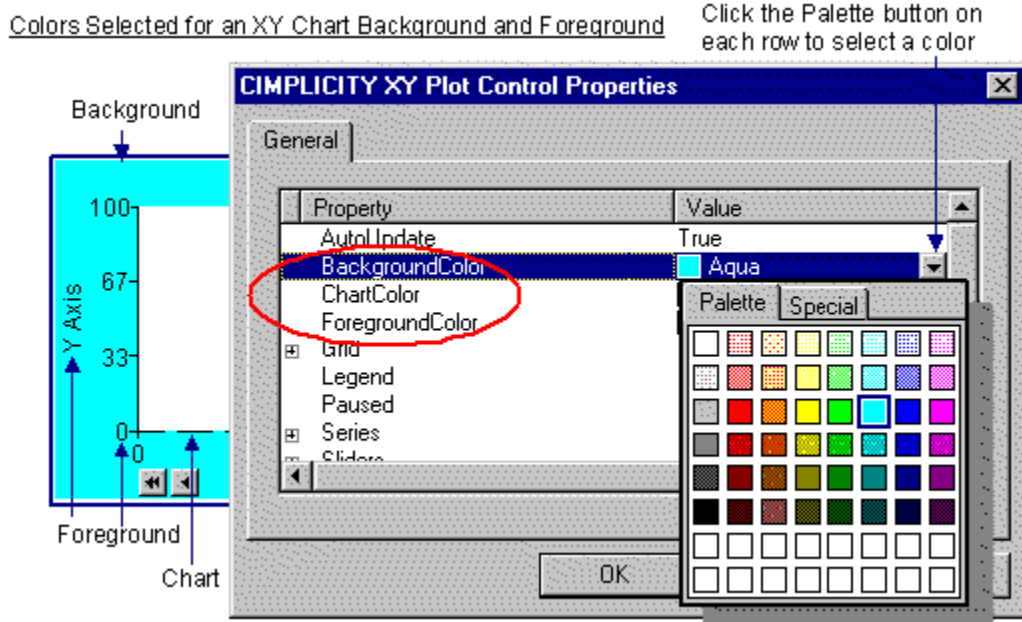 Colors Selected for an XY Chart Background and Foreground
Click the Palette button on
each row to select a color
Background
CIMPLICITY XY Plot Control Properties
General
Property Value
AutoUpdate True
BackgroundColor Aqua
ChartColor
ForegroundColor
Grid
Legend
Paused
Series
Sliders
Palette Special
100
67
33
0
0
Y Axis
Foreground
Chart
OK